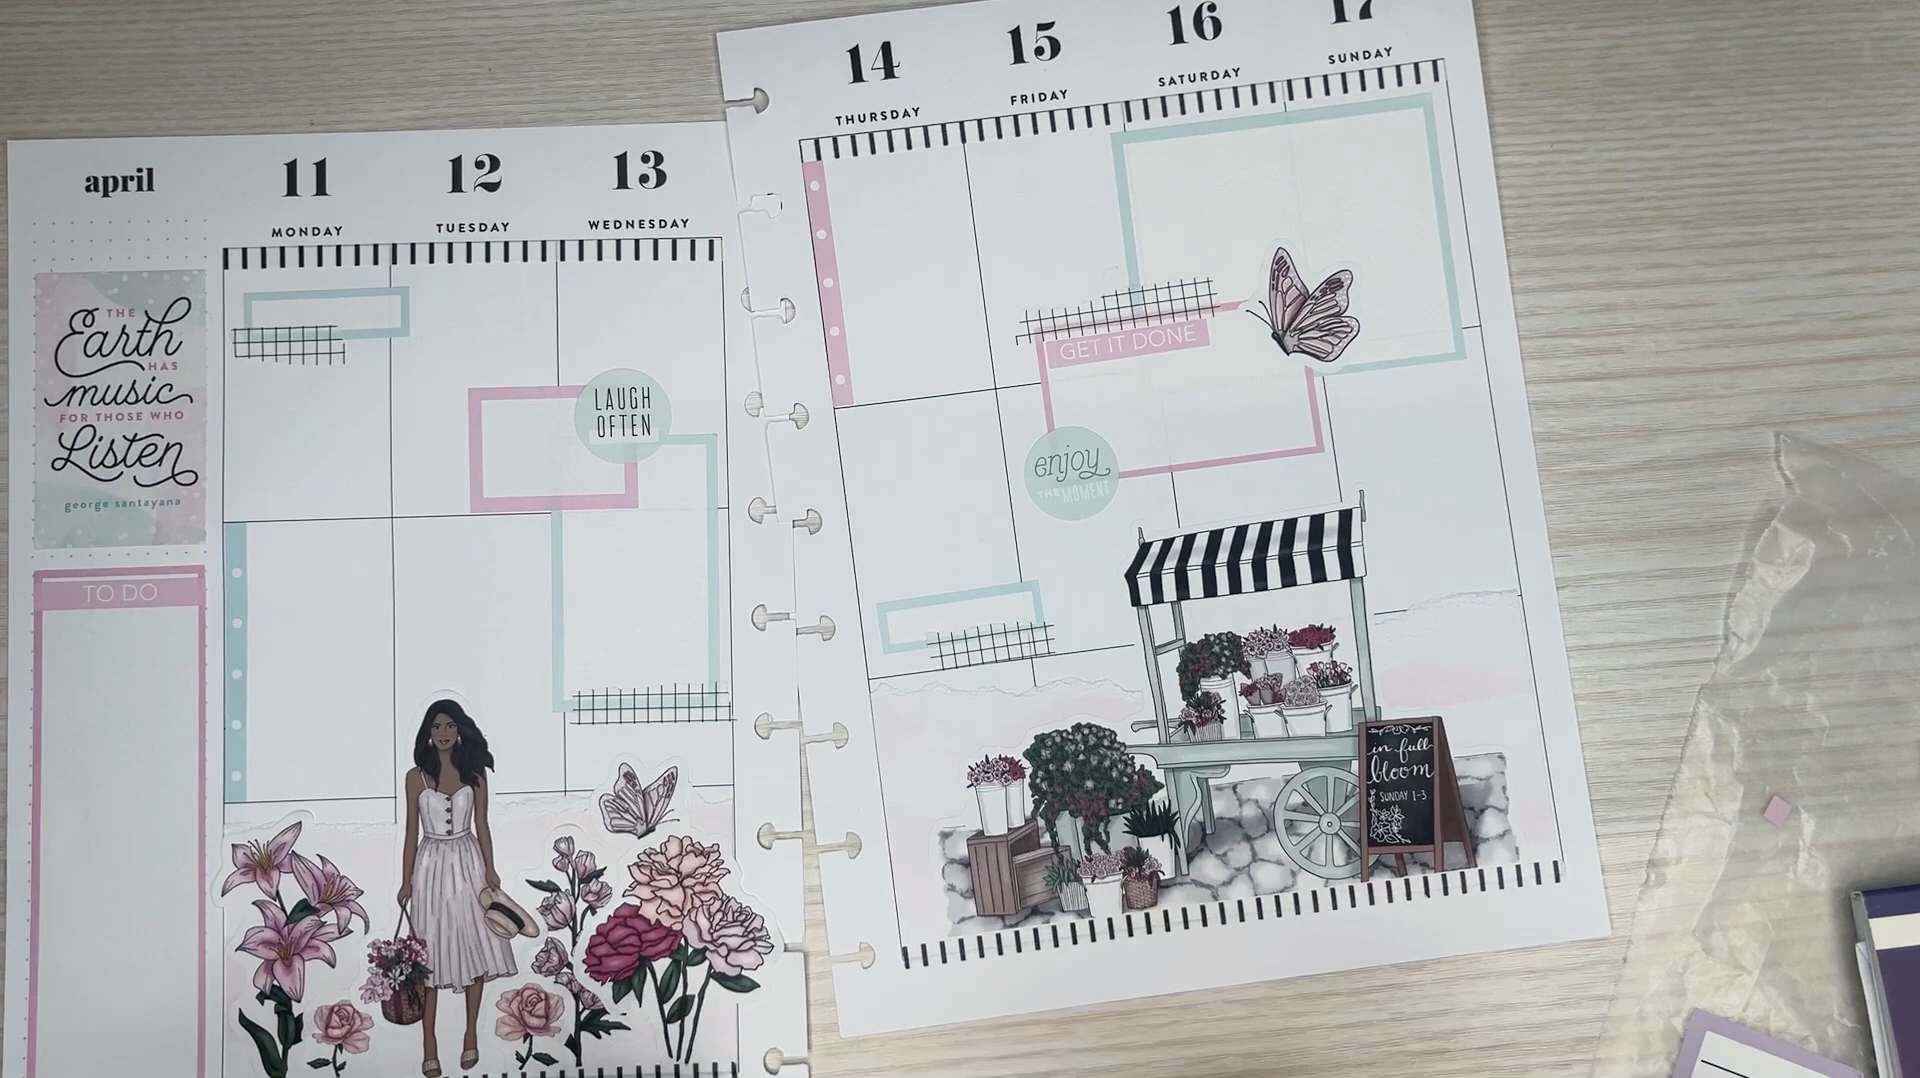 april
11
MONDAY
12
TUESDAY
13
WEDNESDAY
14
THURSDAY
15
FRIDAY
16
SATURDAY
17
SUNDAY
THE
Earth
HAS
music
FOR THOSE WHO
Listen
george santayana
TO DO
LAUGH
OFTEN
GET IT DONE
enjoy
THE MOMENT
in full
bloom
SUNDAY 1-3